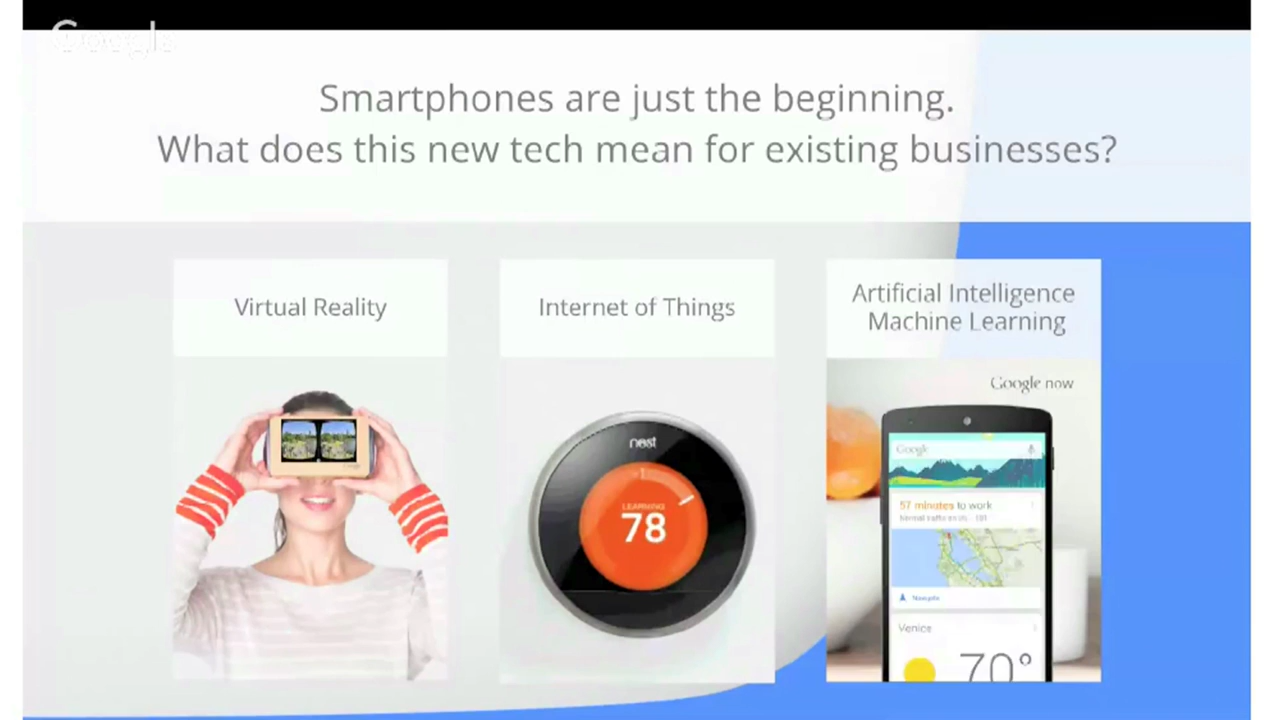 Google
Smartphones are just the beginning.
What does this new tech mean for existing businesses?
Virtual Reality
Internet of Things
Artificial Intelligence
Machine Learning
nest
LEARNING
78
Google now
Google
57 minutes to work
Venice
70°